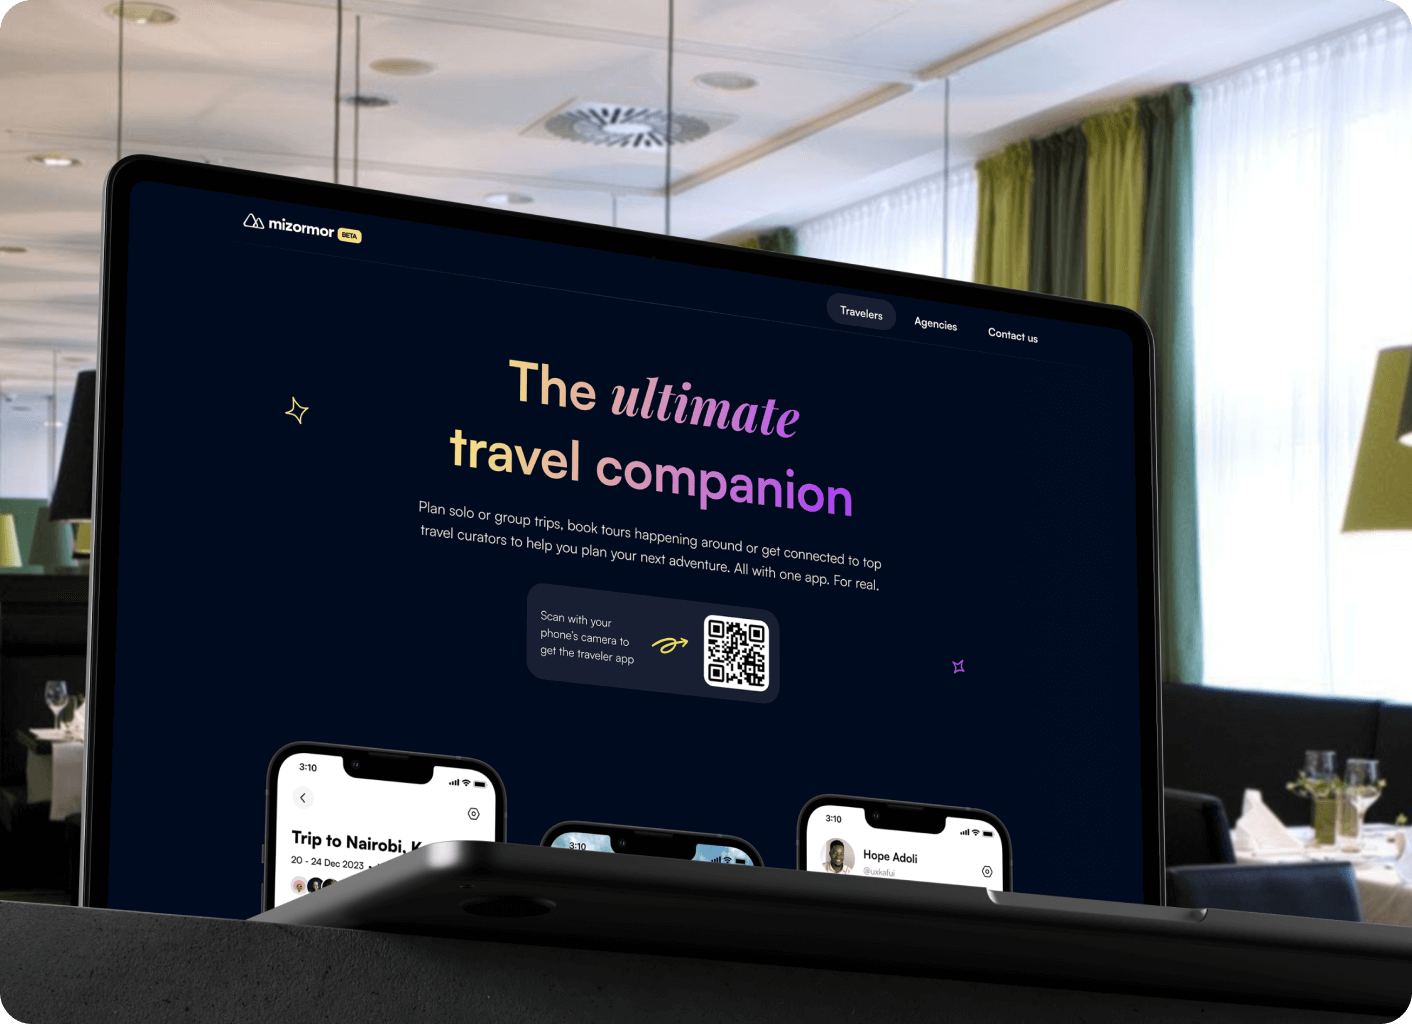 mizormor BETA
Travelers Agencies Contact us
The ultimate
travel companion
Plan solo or group trips, book tours happening around or get connected to top
travel curators to help you plan your next adventure. All with one app. For real.
Scan with your
phone's camera to
get the traveler app
3:10
Trip to Nairobi,
20 - 24 Dec 2023
3:10
3:10
Hope Adoli
@uxkafui